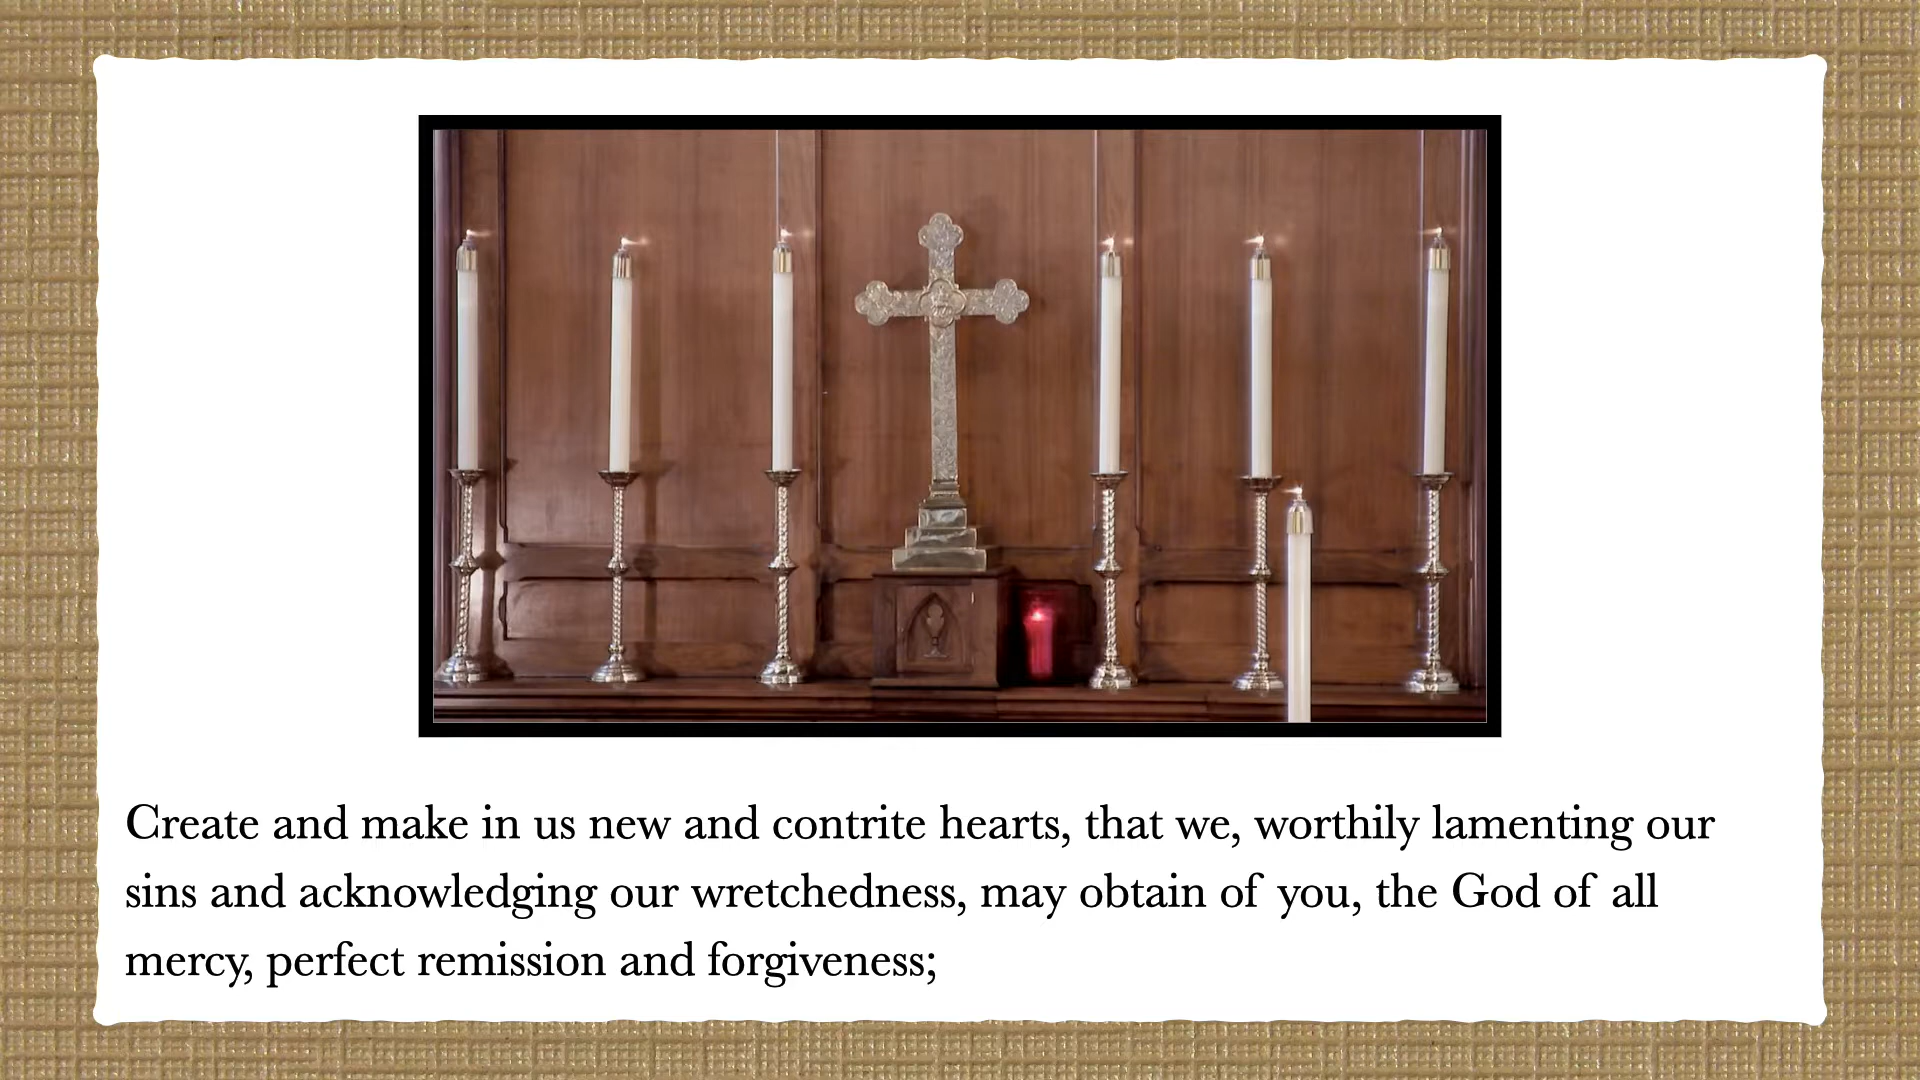 Create and make in us new and contrite hearts, that we, worthily lamenting our
sins and acknowledging our wretchedness, may obtain of you, the God of all
mercy, perfect remission and forgiveness;